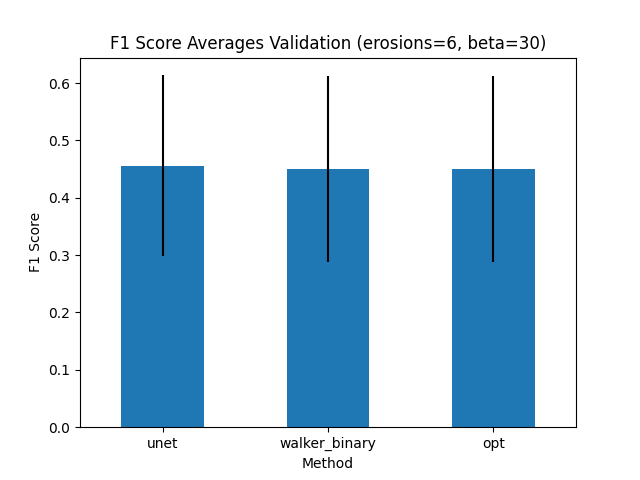 F1 Score Averages Validation (erosions=6, beta=30)
0.6
0.5
0.4
0.3
0.2
0.1
0.0
F1 Score
unet walker_binary opt
Method